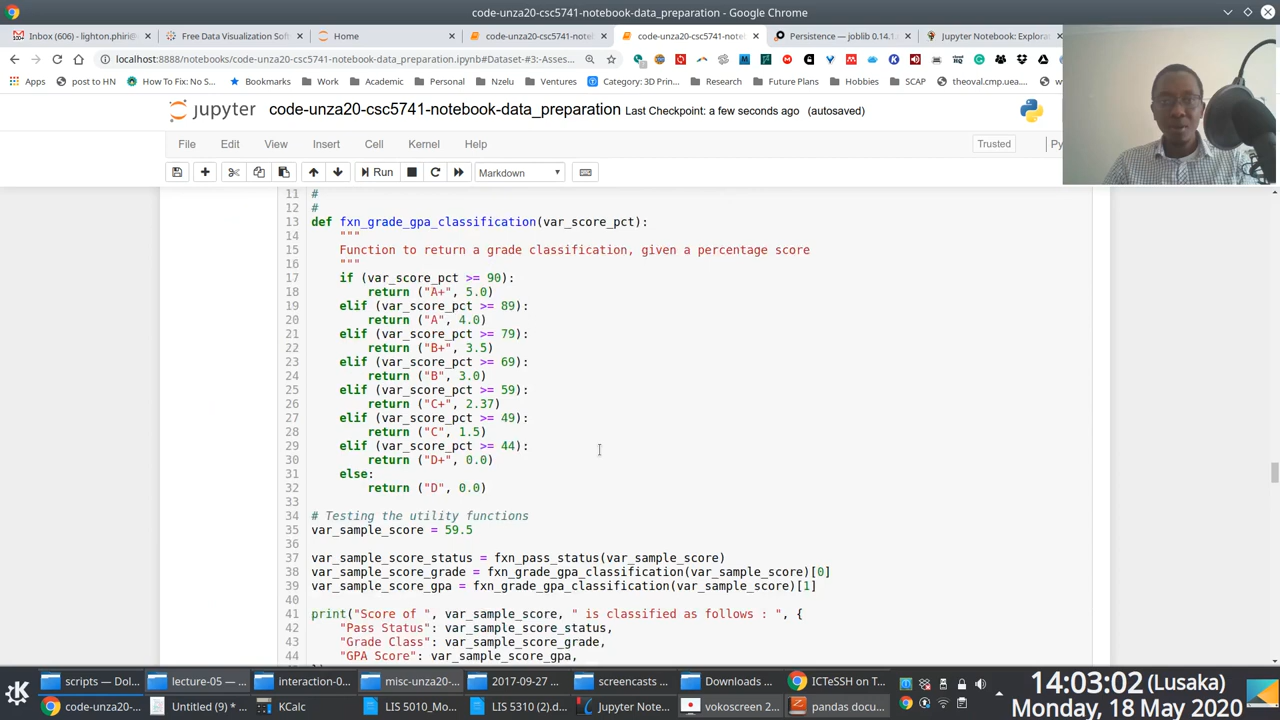 code-unza20-csc5741-notebook-data_preparation - Google Chrome
Inbox (606) - lighton.phiri@
Free Data Visualization Soft
Home
code-unza20-csc5741-noteb
code-unza20-csc5741-noteb
Persistence — joblib 0.14.1
Jupyter Notebook: Explorat
localhost:8888/notebooks/code-unza20-csc5741-notebook-data_preparation.ipynb#Dataset-#3:-Asses...
Apps post to HN How To Fix: No S Bookmarks Work Academic Personal Nzelu Ventures Category: 3D Prin... Research Future Plans Hobbies SCAP theoval.cmp.uea...
jupyter code-unza20-csc5741-notebook-data_preparation Last Checkpoint: a few seconds ago (autosaved)
File Edit View Insert Cell Kernel Help Trusted Py
Run Markdown
11 #
12 #
13 def fxn_grade_gpa_classification(var_score_pct):
14 """
15 Function to return a grade classification, given a percentage score
16 """
17 if (var_score_pct >= 90):
18 return ("A+", 5.0)
19 elif (var_score_pct >= 89):
20 return ("A", 4.0)
21 elif (var_score_pct >= 79):
22 return ("B+", 3.5)
23 elif (var_score_pct >= 69):
24 return ("B", 3.0)
25 elif (var_score_pct >= 59):
26 return ("C+", 2.37)
27 elif (var_score_pct >= 49):
28 return ("C", 1.5)
29 elif (var_score_pct >= 44):
30 return ("D+", 0.0)
31 else:
32 return ("D", 0.0)
33
34 # Testing the utility functions
35 var_sample_score = 59.5
36
37 var_sample_score_status = fxn_pass_status(var_sample_score)
38 var_sample_score_grade = fxn_grade_gpa_classification(var_sample_score)[0]
39 var_sample_score_gpa = fxn_grade_gpa_classification(var_sample_score)[1]
40
41 print("Score of ", var_sample_score, " is classified as follows : ", {
42 "Pass Status": var_sample_score_status,
43 "Grade Class": var_sample_score_grade,
44 "GPA Score": var_sample_score_gpa,
scripts — Dol... lecture-05 — ... interaction-0... misc-unza20-... 2017-09-27 ... screencasts ... Downloads ... ICTeSSH on T...
code-unza20-... Untitled (9) *... KCalc LIS 5010_Mo... LIS 5310 (2).d... Jupyter Note... vokoscreen 2... pandas docu...
14:03:02 (Lusaka)
Monday, 18 May 2020